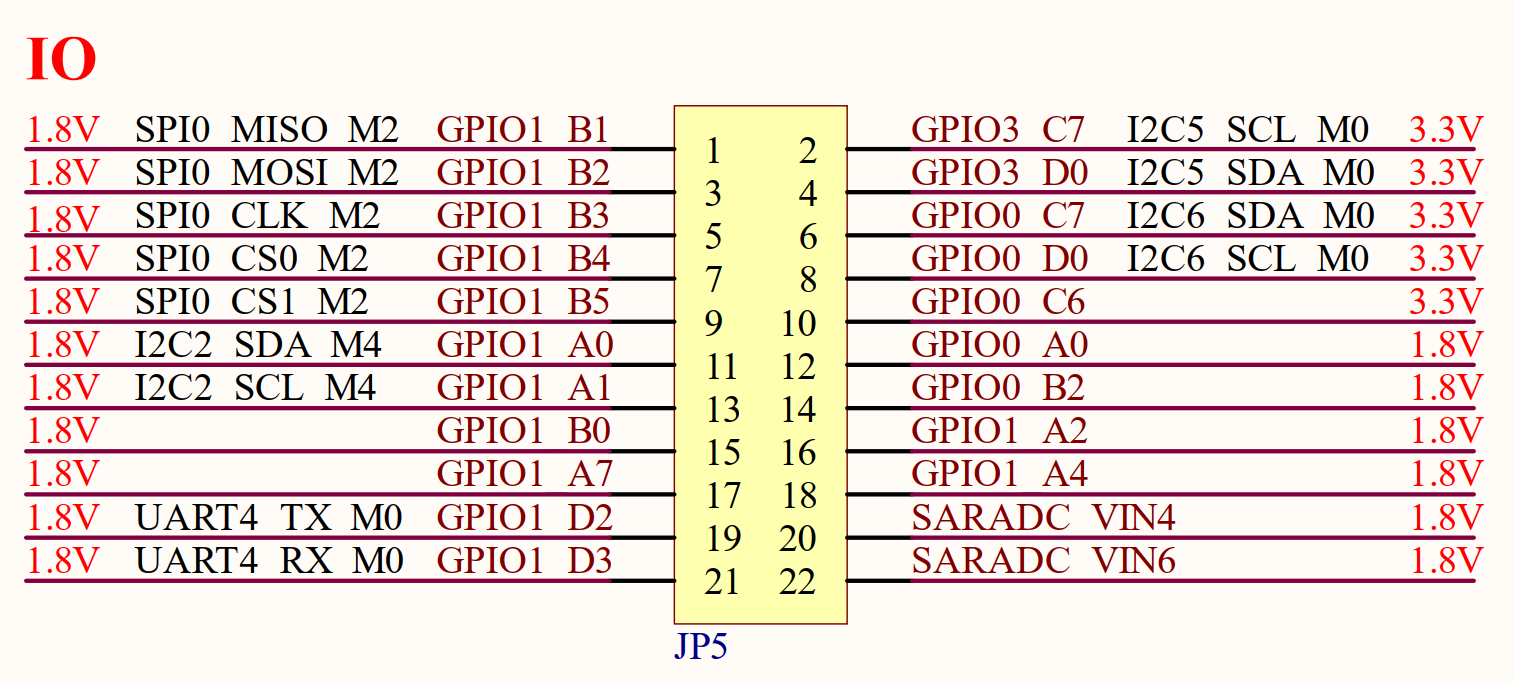 IO
1.8V SPI0 MISO M2 GPIO1 B1 1 2 GPIO3 C7 I2C5 SCL M0 3.3V
1.8V SPI0 MOSI M2 GPIO1 B2 3 4 GPIO3 D0 I2C5 SDA M0 3.3V
1.8V SPI0 CLK M2 GPIO1 B3 5 6 GPIO0 C7 I2C6 SDA M0 3.3V
1.8V SPI0 CS0 M2 GPIO1 B4 7 8 GPIO0 D0 I2C6 SCL M0 3.3V
1.8V SPI0 CS1 M2 GPIO1 B5 9 10 GPIO0 C6 3.3V
1.8V I2C2 SDA M4 GPIO1 A0 11 12 GPIO0 A0 1.8V
1.8V I2C2 SCL M4 GPIO1 A1 13 14 GPIO0 B2 1.8V
1.8V GPIO1 B0 15 16 GPIO1 A2 1.8V
1.8V GPIO1 A7 17 18 GPIO1 A4 1.8V
1.8V UART4 TX M0 GPIO1 D2 19 20 SARADC VIN4 1.8V
1.8V UART4 RX M0 GPIO1 D3 21 22 SARADC VIN6 1.8V
JP5